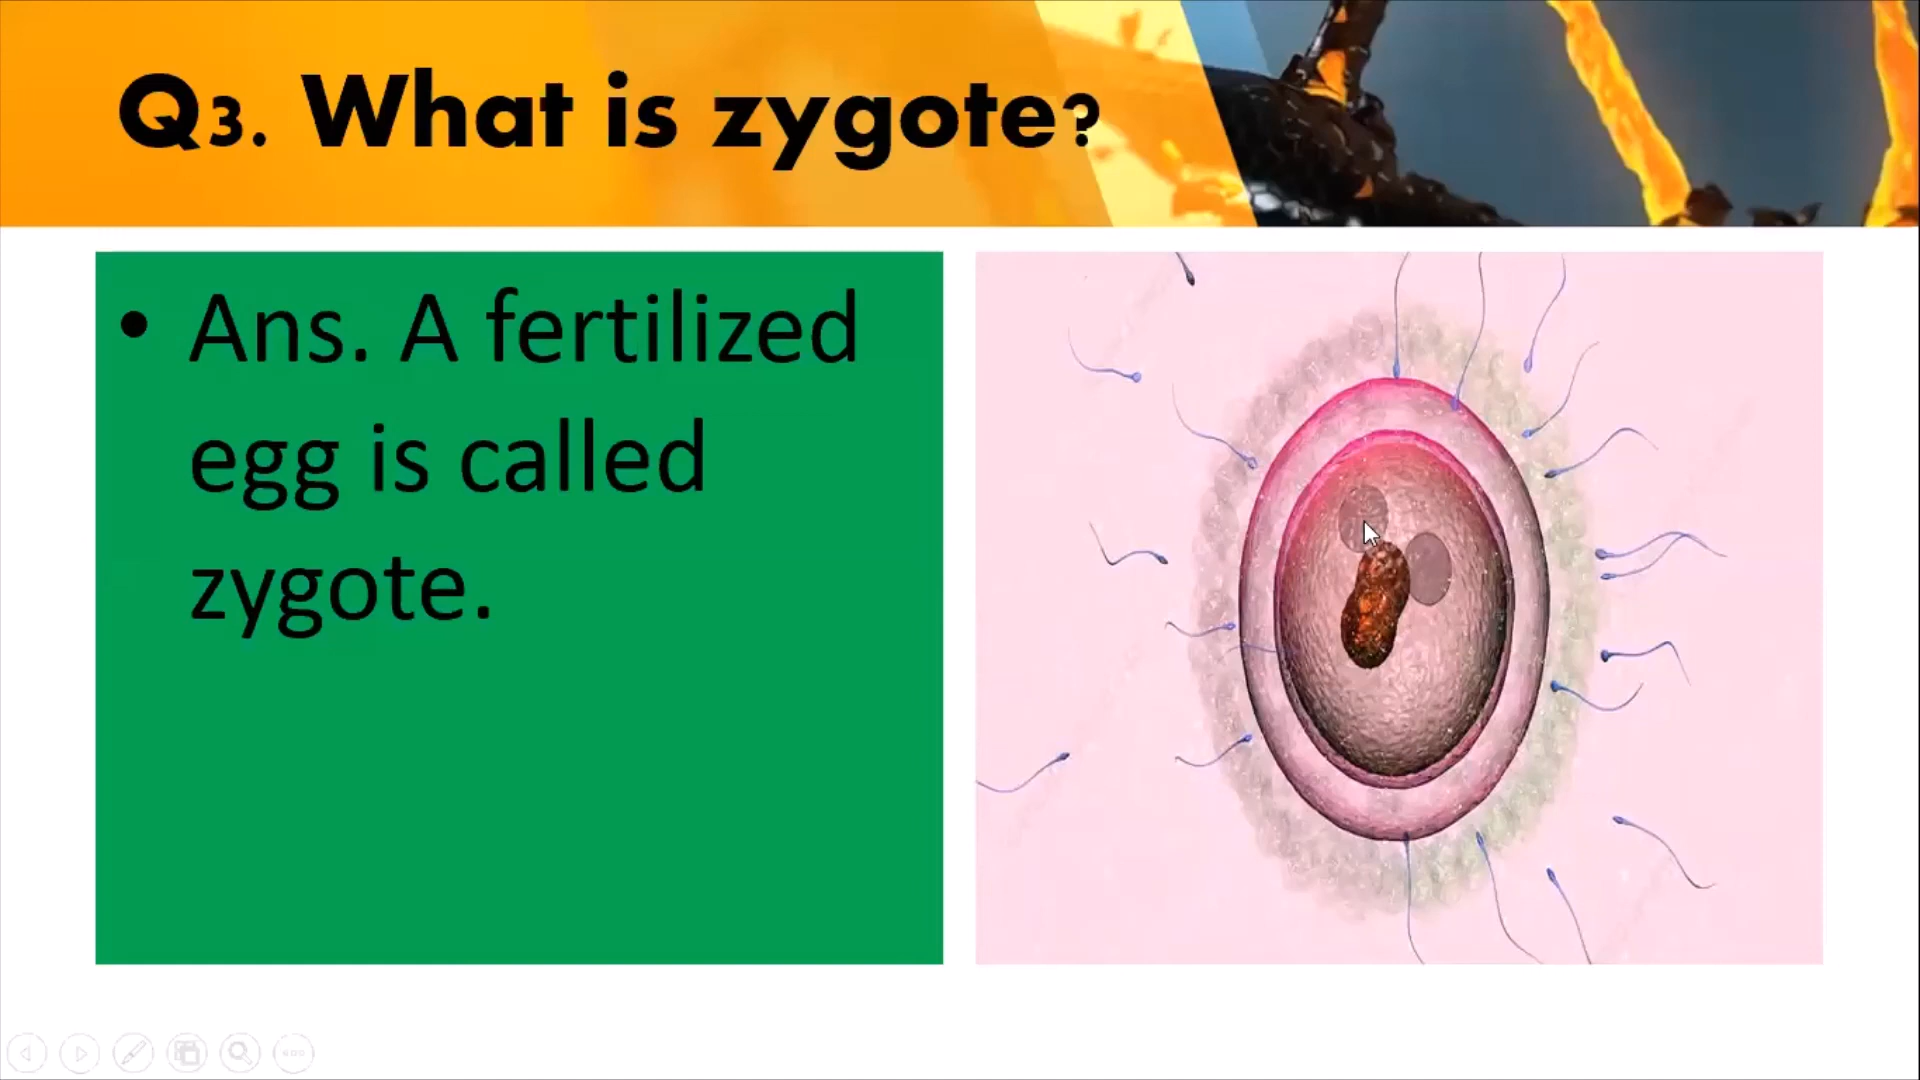 Q3. What is zygote?
• Ans. A fertilized
egg is called
zygote.